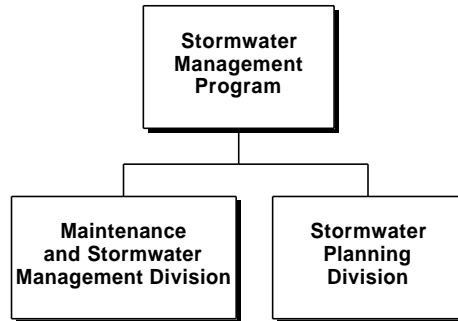 Stormwater
Management
Program
Maintenance
and Stormwater
Management Division
Stormwater
Planning
Division